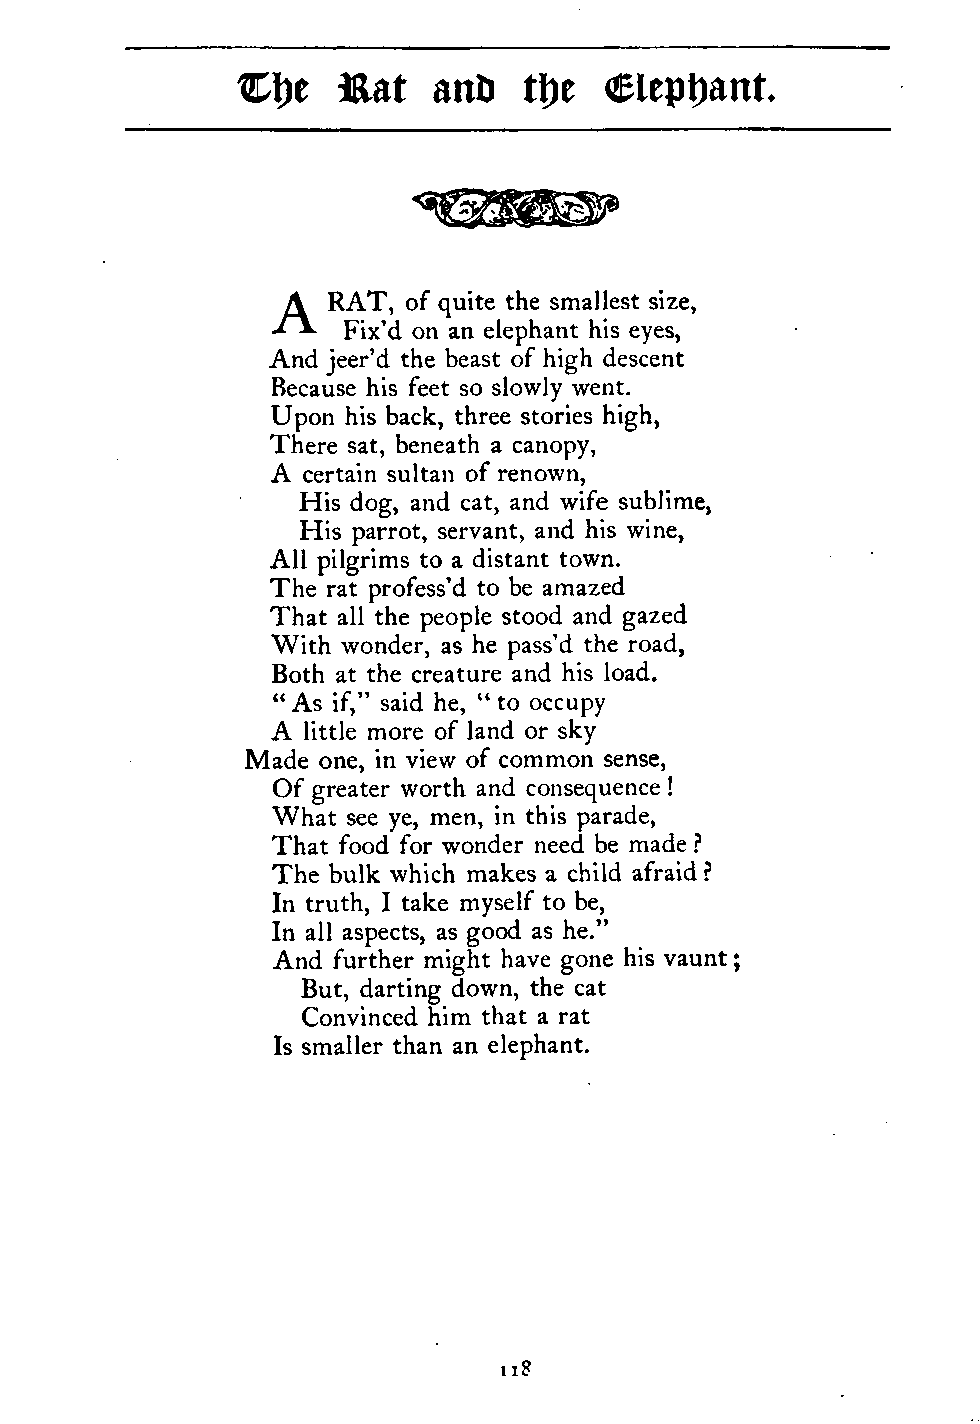 The Rat and the Elephant.
A RAT, of quite the smallest size,
Fix'd on an elephant his eyes,
And jeer'd the beast of high descent
Because his feet so slowly went.
Upon his back, three stories high,
There sat, beneath a canopy,
A certain sultan of renown,
His dog, and cat, and wife sublime,
His parrot, servant, and his wine,
All pilgrims to a distant town.
The rat profess'd to be amazed
That all the people stood and gazed
With wonder, as he pass'd the road,
Both at the creature and his load.
“As if,” said he, “to occupy
A little more of land or sky
Made one, in view of common sense,
Of greater worth and consequence!
What see ye, men, in this parade,
That food for wonder need be made?
The bulk which makes a child afraid?
In truth, I take myself to be,
In all aspects, as good as he.”
And further might have gone his vaunt;
But, darting down, the cat
Convinced him that a rat
Is smaller than an elephant.
118